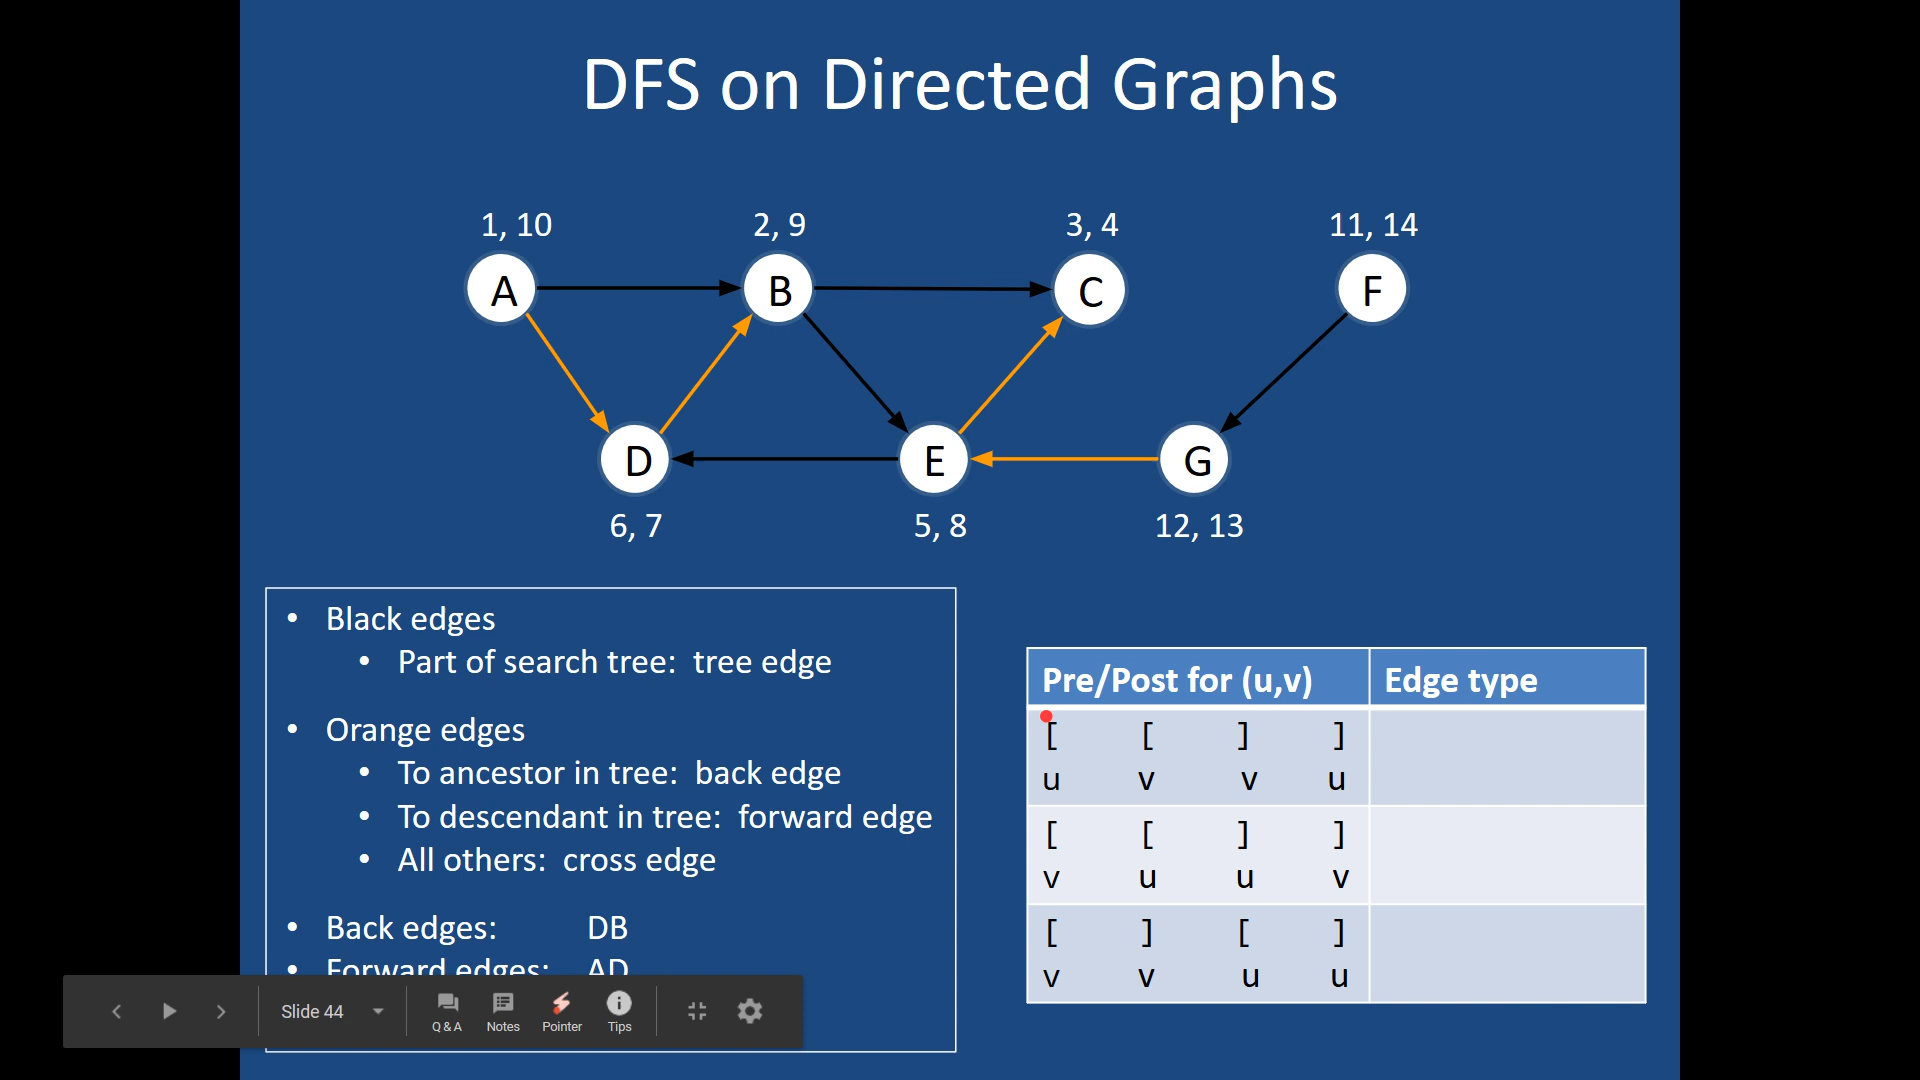 DFS on Directed Graphs
1, 10
2, 9
3, 4
11, 14
A
B
C
F
D
E
G
6, 7
5, 8
12, 13
• Black edges
• Part of search tree: tree edge
• Orange edges
• To ancestor in tree: back edge
• To descendant in tree: forward edge
• All others: cross edge
• Back edges: DB
• Forward edges: AD
Pre/Post for (u,v) Edge type
[ [ ] ]
u v v u
[ [ ] ]
v u u v
[ ] [ ]
v v u u
Slide 44
Q & A
Notes
Pointer
Tips